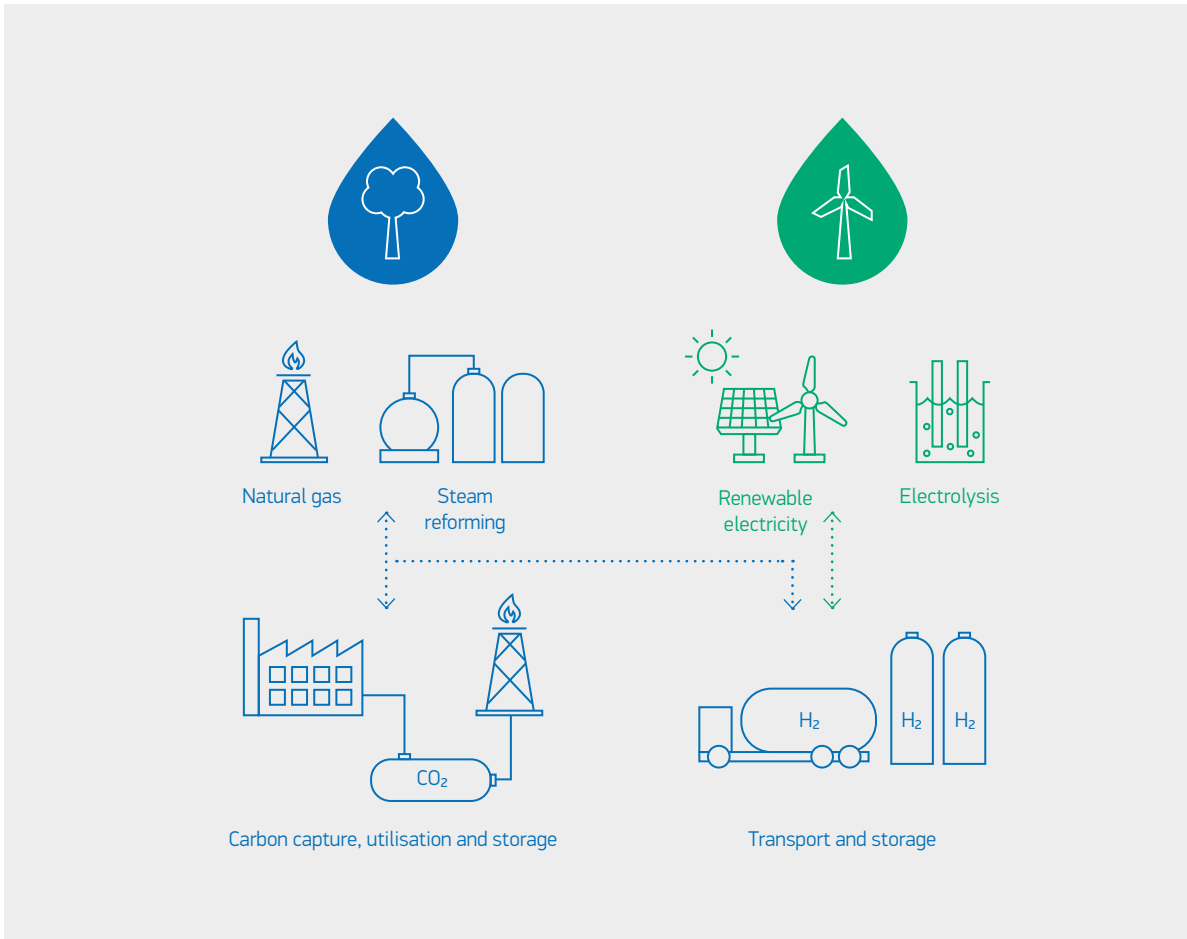 Natural gas
Steam
reforming
Renewable
electricity
Electrolysis
CO₂
H₂
H₂
H₂
Carbon capture, utilisation and storage
Transport and storage